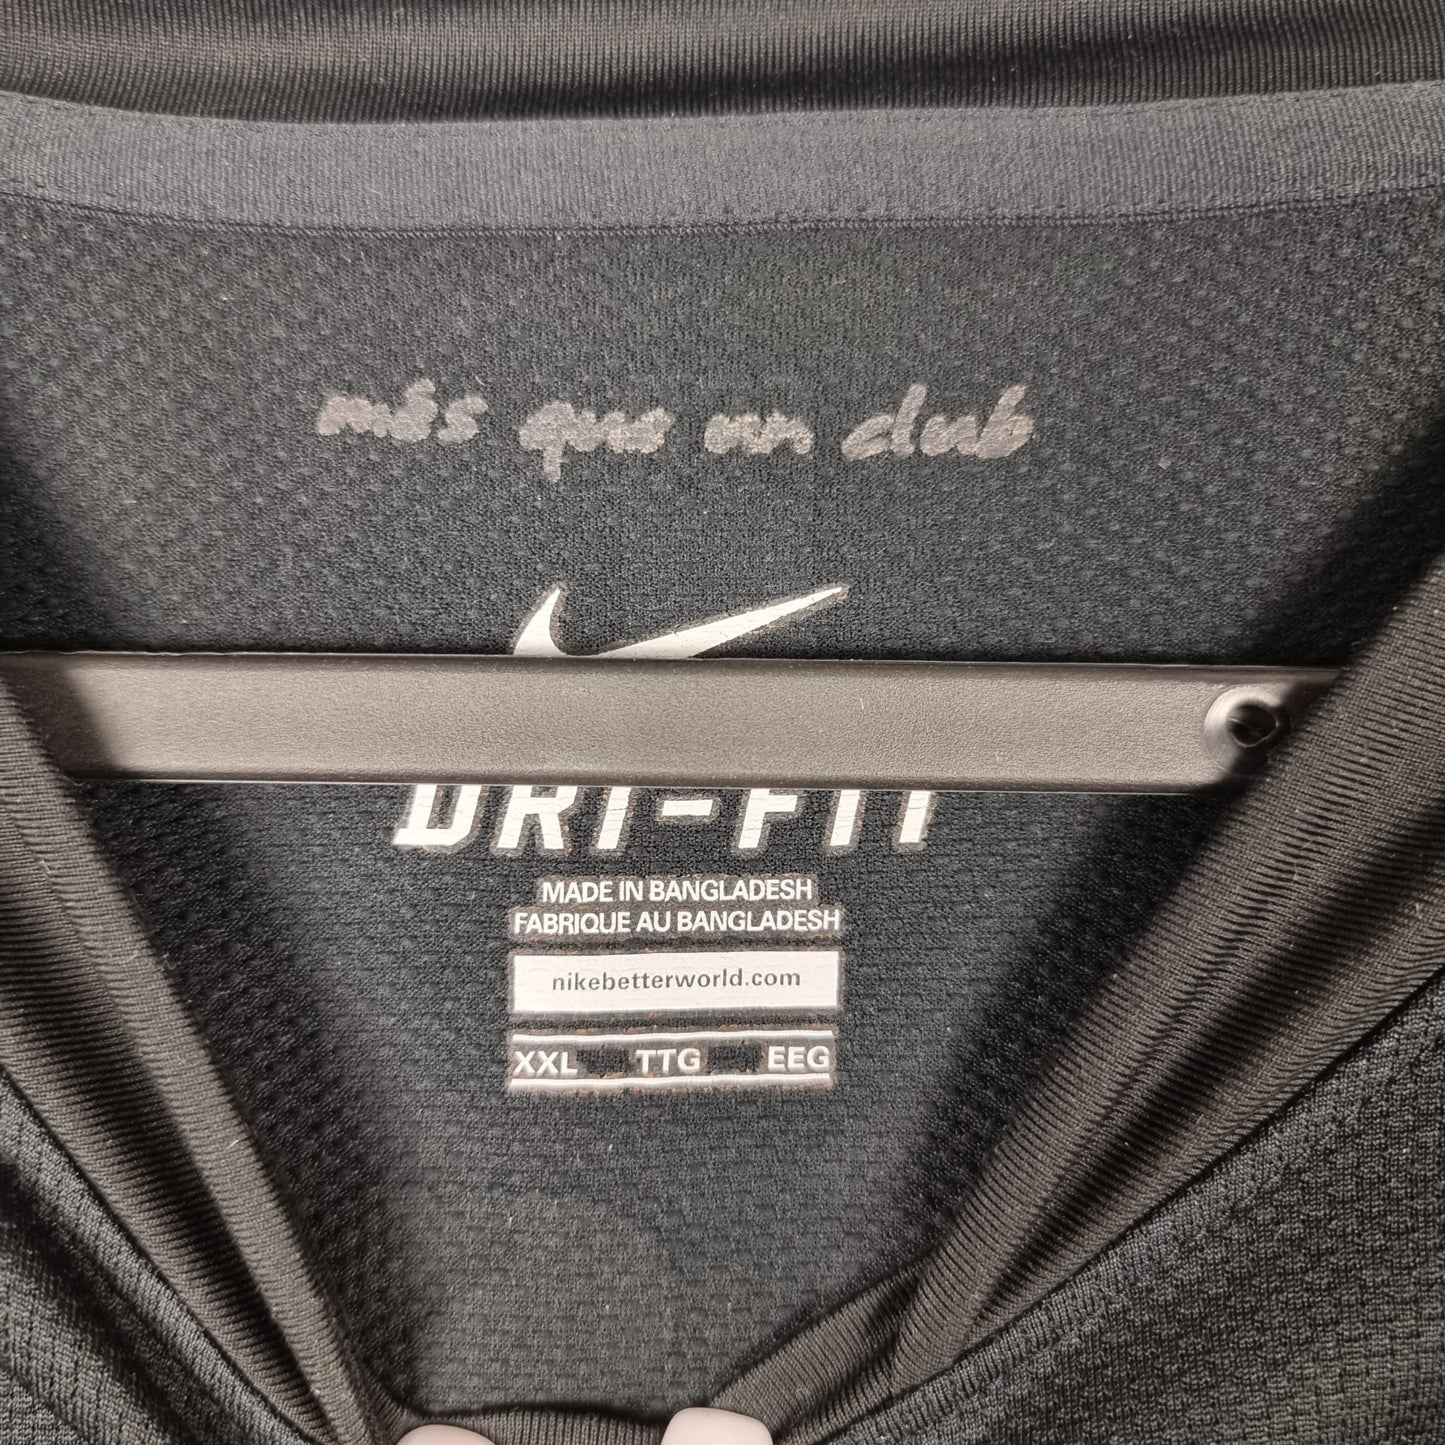 més que un club
DRI-FIT
MADE IN BANGLADESH
FABRIQUE AU BANGLADESH
nikebetterworld.com
XXL TTG EEG